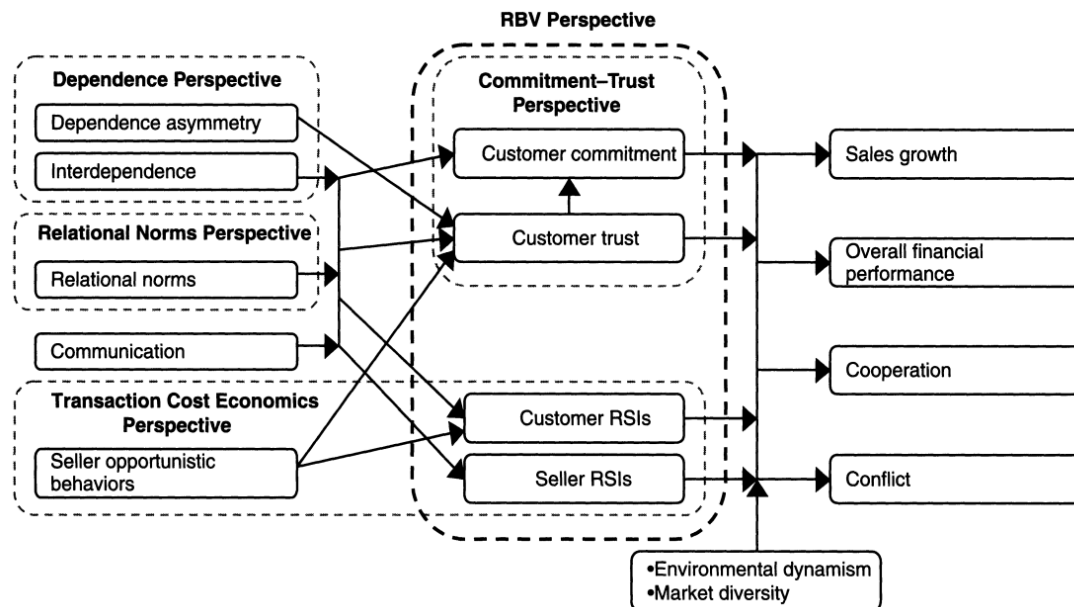 RBV Perspective
Dependence Perspective
Dependence asymmetry
Interdependence
Relational Norms Perspective
Relational norms
Communication
Transaction Cost Economics
Perspective
Seller opportunistic
behaviors
Commitment–Trust
Perspective
Customer commitment
Customer trust
Customer RSIs
Seller RSIs
Sales growth
Overall financial
performance
Cooperation
Conflict
•Environmental dynamism
•Market diversity